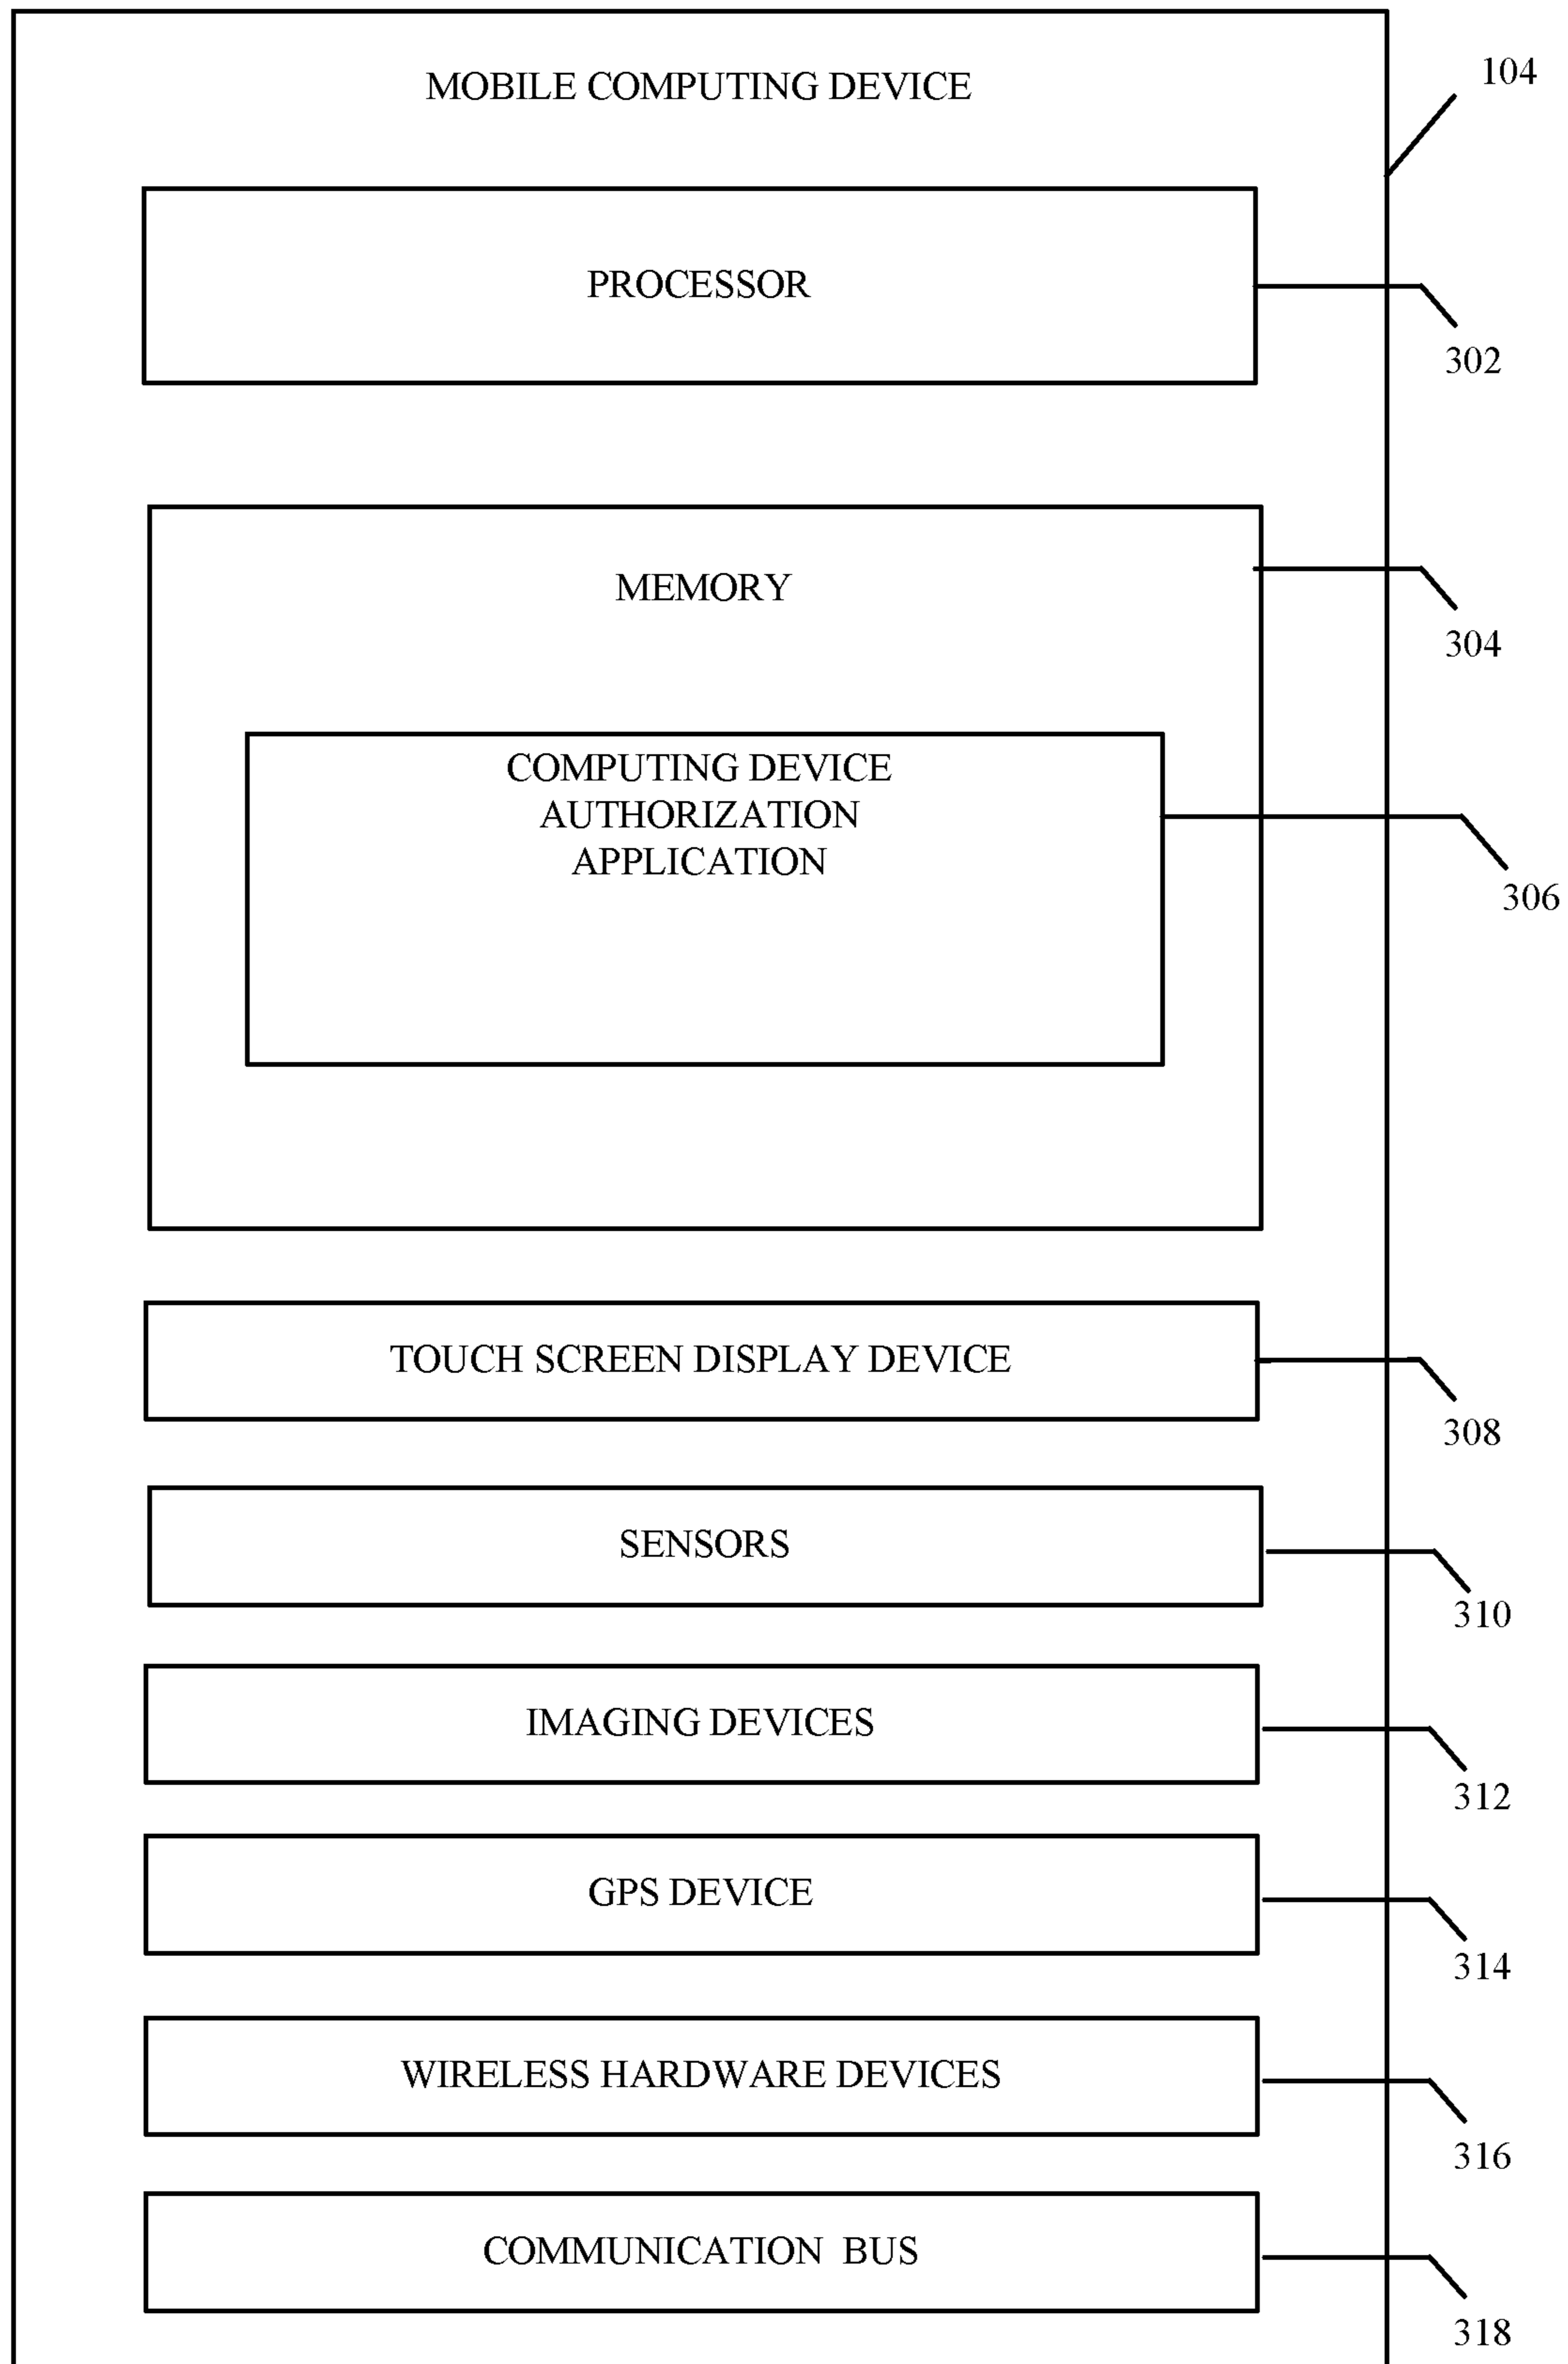 MOBILE COMPUTING DEVICE
104
PROCESSOR
302
MEMORY
304
COMPUTING DEVICE
AUTHORIZATION
APPLICATION
306
TOUCH SCREEN DISPLAY DEVICE
308
SENSORS
310
IMAGING DEVICES
312
GPS DEVICE
314
WIRELESS HARDWARE DEVICES
316
COMMUNICATION BUS
318